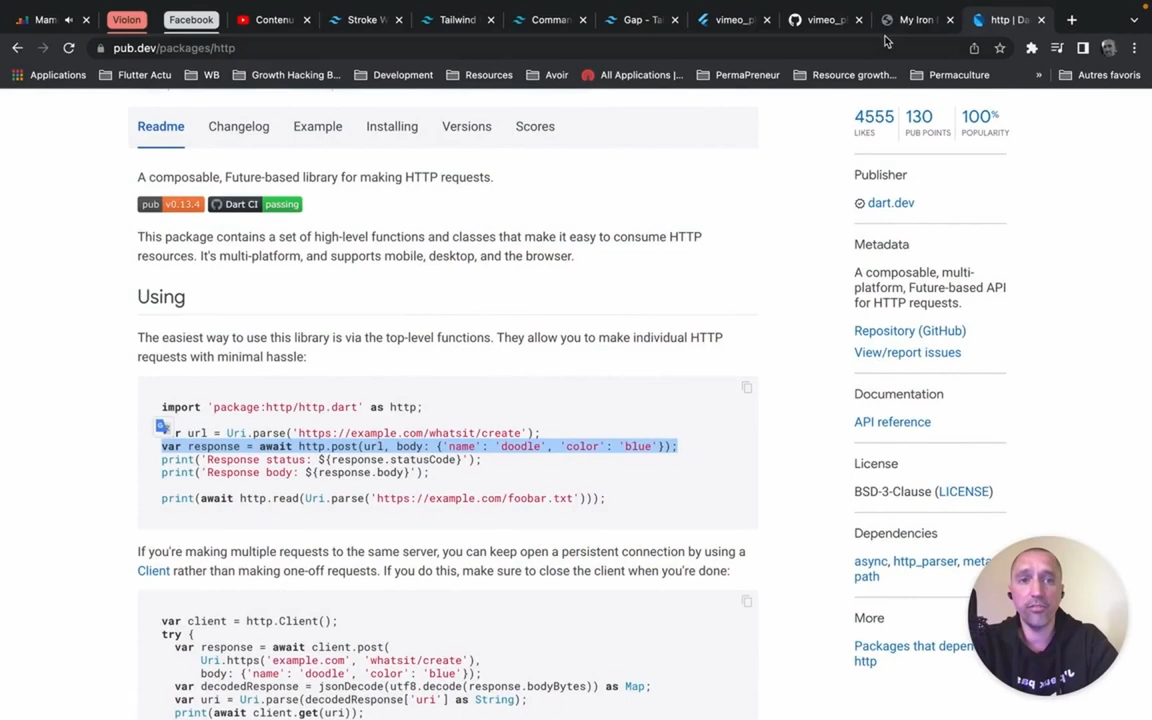 Mam
Violon
Facebook
Contenu
Stroke W
Tailwind
Comman
Gap - Ta
vimeo_p
vimeo_p
My Iron
http | Da
pub.dev/packages/http
Applications
Flutter Actu
WB
Growth Hacking B...
Development
Resources
Avoir
All Applications |...
PermaPreneur
Resource growth...
Permaculture
»
Autres favoris
Readme Changelog Example Installing Versions Scores
A composable, Future-based library for making HTTP requests.
pub v0.13.4 Dart CI passing
This package contains a set of high-level functions and classes that make it easy to consume HTTP
resources. It's multi-platform, and supports mobile, desktop, and the browser.
Using
The easiest way to use this library is via the top-level functions. They allow you to make individual HTTP
requests with minimal hassle:
import 'package:http/http.dart' as http;
r url = Uri.parse('https://example.com/whatsit/create');
var response = await http.post(url, body: {'name': 'doodle', 'color': 'blue'});
print('Response status: ${response.statusCode}');
print('Response body: ${response.body}');
print(await http.read(Uri.parse('https://example.com/foobar.txt')));
If you're making multiple requests to the same server, you can keep open a persistent connection by using a
Client rather than making one-off requests. If you do this, make sure to close the client when you're done:
var client = http.Client();
try {
var response = await client.post(
Uri.https('example.com', 'whatsit/create'),
body: {'name': 'doodle', 'color': 'blue'});
var decodedResponse = jsonDecode(utf8.decode(response.bodyBytes)) as Map;
var uri = Uri.parse(decodedResponse['uri'] as String);
print(await client.get(uri));
4555 130 100%
LIKES PUB POINTS POPULARITY
Publisher
dart.dev
Metadata
A composable, multi-
platform, Future-based API
for HTTP requests.
Repository (GitHub)
View/report issues
Documentation
API reference
License
BSD-3-Clause (LICENSE)
Dependencies
async, http_parser, meta
path
More
Packages that depen
http